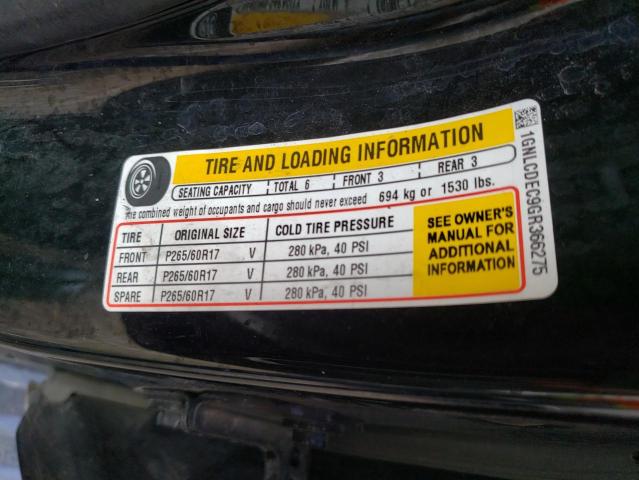 TIRE AND LOADING INFORMATION
SEATING CAPACITY TOTAL 6 FRONT 3 REAR 3
The combined weight of occupants and cargo should never exceed 694 kg or 1530 lbs.
TIRE ORIGINAL SIZE COLD TIRE PRESSURE
FRONT P265/60R17 V 280 kPa, 40 PSI
REAR P265/60R17 V 280 kPa, 40 PSI
SPARE P265/60R17 V 280 kPa, 40 PSI
SEE OWNER'S
MANUAL FOR
ADDITIONAL
INFORMATION
1GNLCDEC9GR366275